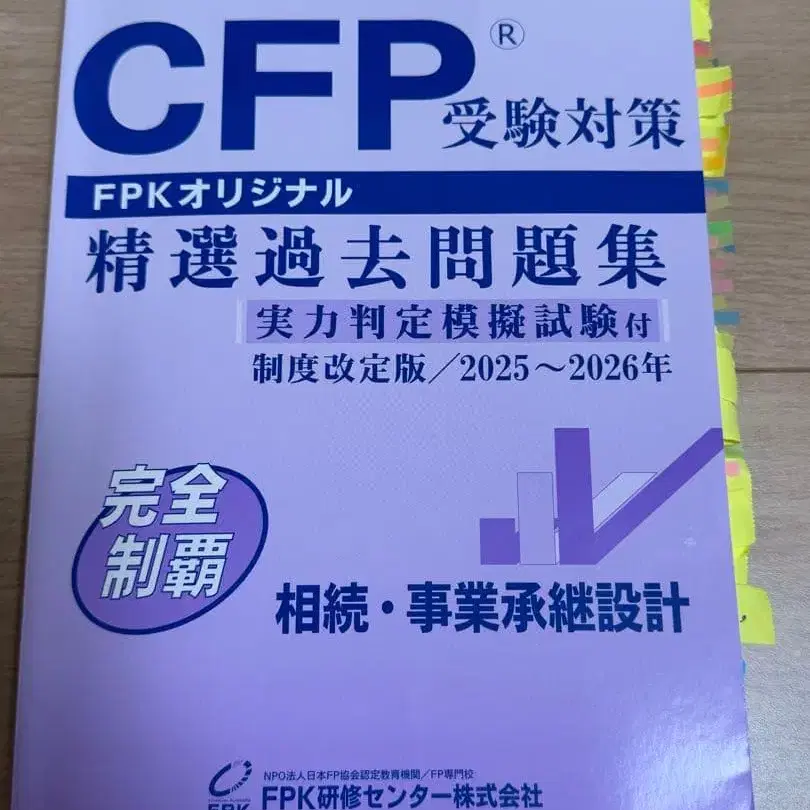 CFP®受験対策
FPKオリジナル
精選過去問題集
実力判定模擬試験付
制度改定版/2025~2026年
完全
制覇
相続・事業承継設計
NPO法人日本FP協会認定教育機関/FP専門校
FPK研修センター株式会社
FPK